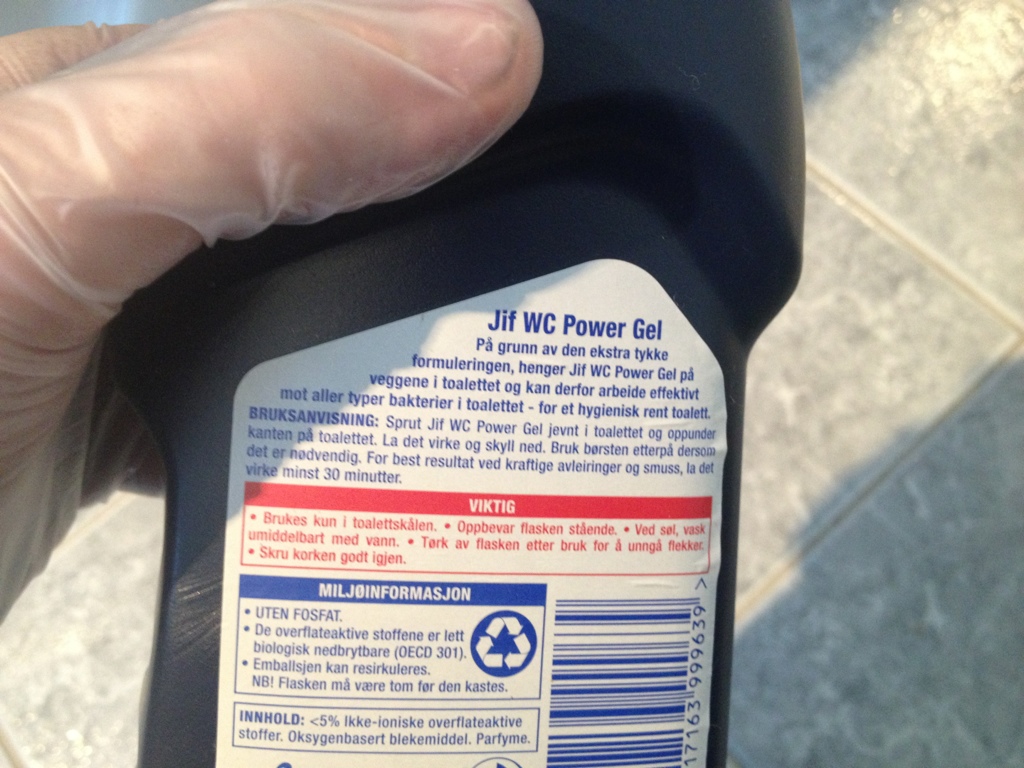 Jif WC Power Gel
På grunn av den ekstra tykke
formuleringen, henger Jif WC Power Gel på
veggene i toalettet og kan derfor arbeide effektivt
mot aller typer bakterier i toalettet - for et hygienisk rent toalett.
BRUKSANVISNING: Sprut Jif WC Power Gel jevnt i toalettet og oppunder
kanten på toalettet. La det virke og skyll ned. Bruk børsten etterpå dersom
det er nødvendig. For best resultat ved kraftige avleiringer og smuss, la det
virke minst 30 minutter.
VIKTIG
• Brukes kun i toalettskålen. • Oppbevar flasken stående. • Ved søl, vask
umiddelbart med vann. • Tørk av flasken etter bruk for å unngå flekker.
• Skru korken godt igjen.
MILJØINFORMASJON
• UTEN FOSFAT.
• De overflateaktive stoffene er lett
biologisk nedbrytbare (OECD 301).
• Emballsjen kan resirkuleres.
NB! Flasken må være tom før den kastes.
INNHOLD: <5% Ikke-ioniske overflateaktive
stoffer. Oksygenbasert blekemiddel. Parfyme.
17163 999639 >